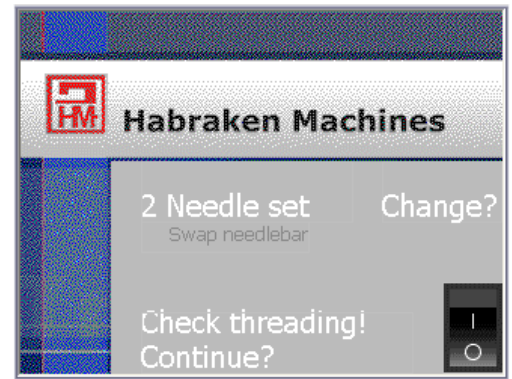 HM
Habraken Machines
2 Needle set
Change?
Swap needlebar
Check threading!
Continue?
I
O